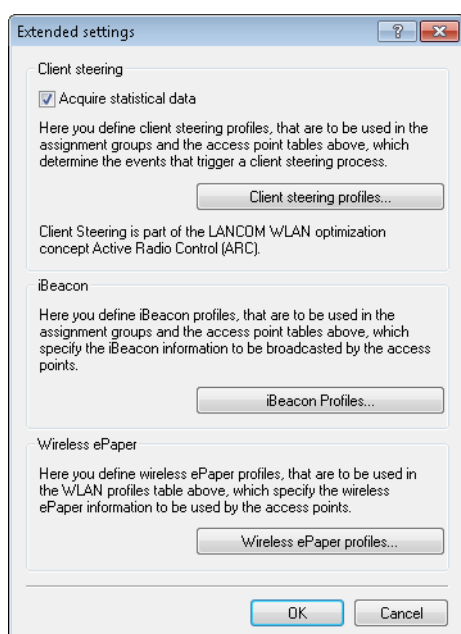 Extended settings
?
Client steering
Acquire statistical data
Here you define client steering profiles, that are to be used in the
assignment groups and the access point tables above, which
determine the events that trigger a client steering process.
Client steering profiles...
Client Steering is part of the LANCOM WLAN optimization
concept Active Radio Control (ARC).
iBeacon
Here you define iBeacon profiles, that are to be used in the
assignment groups and the access point tables above, which
specify the iBeacon information to be broadcasted by the access
points.
iBeacon Profiles...
Wireless ePaper
Here you define wireless ePaper profiles, that are to be used in
the WLAN profiles table above, which specify the wireless
ePaper information to be used by the access points.
Wireless ePaper profiles...
OK
Cancel